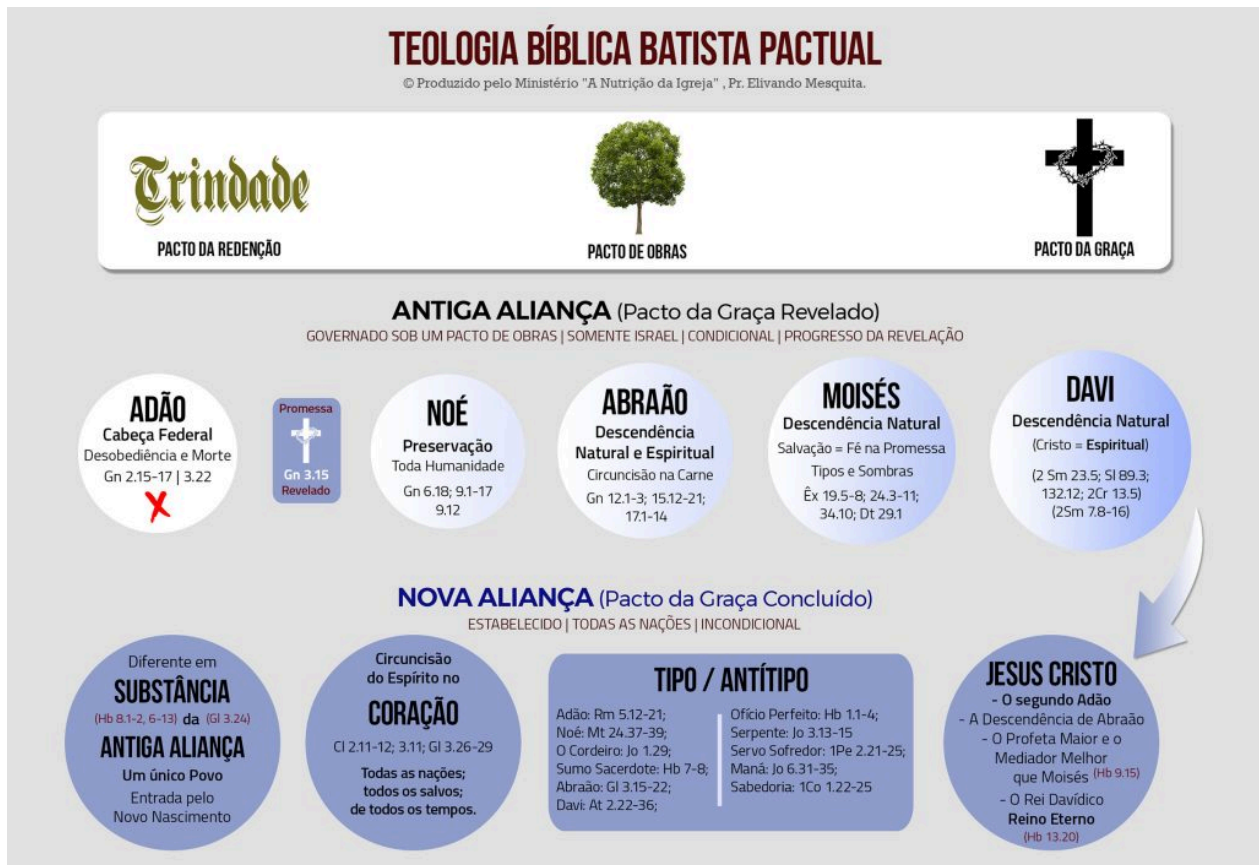 TEOLOGIA BÍBLICA BATISTA PACTUAL
© Produzido pelo Ministério "A Nutrição da Igreja" , Pr. Elivando Mesquita.
Trindade
PACTO DA REDENÇÃO
PACTO DE OBRAS
PACTO DA GRAÇA
ANTIGA ALIANÇA (Pacto da Graça Revelado)
GOVERNADO SOB UM PACTO DE OBRAS | SOMENTE ISRAEL | CONDICIONAL | PROGRESSO DA REVELAÇÃO
ADÃO
Cabeça Federal
Desobediência e Morte
Gn 2.15-17 | 3.22
Promessa
Gn 3.15
Revelado
NOÉ
Preservação
Toda Humanidade
Gn 6.18; 9.1-17
9.12
ABRAÃO
Descendência
Natural e Espiritual
Circuncisão na Carne
Gn 12.1-3; 15.12-21;
17.1-14
MOISÉS
Descendência Natural
Salvação = Fé na Promessa
Tipos e Sombras
Êx 19.5-8; 24.3-11;
34.10; Dt 29.1
DAVI
Descendência Natural
(Cristo = Espiritual)
(2 Sm 23.5; Sl 89.3;
132.12; 2Cr 13.5)
(2Sm 7.8-16)
NOVA ALIANÇA (Pacto da Graça Concluído)
ESTABELECIDO | TODAS AS NAÇÕES | INCONDICIONAL
Diferente em
SUBSTÂNCIA
(Hb 8.1-2, 6-13) da (Gl 3.24)
ANTIGA ALIANÇA
Um único Povo
Entrada pelo
Novo Nascimento
Circuncisão
do Espírito no
CORAÇÃO
Cl 2.11-12; 3.11; Gl 3.26-29
Todas as nações;
todos os salvos;
de todos os tempos.
TIPO / ANTÍTIPO
Adão: Rm 5.12-21;
Noé: Mt 24.37-39;
O Cordeiro: Jo 1.29;
Sumo Sacerdote: Hb 7-8;
Abraão: Gl 3.15-22;
Davi: At 2.22-36;
Ofício Perfeito: Hb 1.1-4;
Serpente: Jo 3.13-15
Servo Sofredor: 1Pe 2.21-25;
Maná: Jo 6.31-35;
Sabedoria: 1Co 1.22-25
JESUS CRISTO
- O segundo Adão
- A Descendência de Abraão
- O Profeta Maior e o
Mediador Melhor
que Moisés (Hb 9.15)
- O Rei Davídico
Reino Eterno
(Hb 13.20)